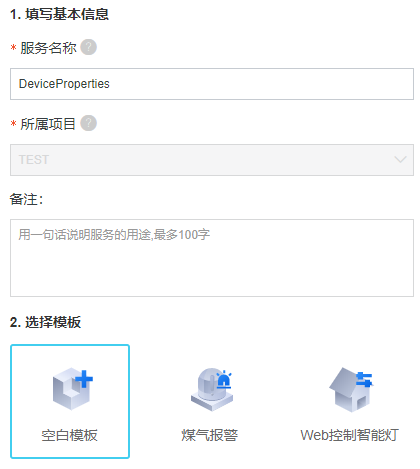 1. 填写基本信息
* 服务名称 ?
DeviceProperties
* 所属项目 ?
TEST
备注：
用一句话说明服务的用途,最多100字
2. 选择模板
空白模板 煤气报警 Web控制智能灯